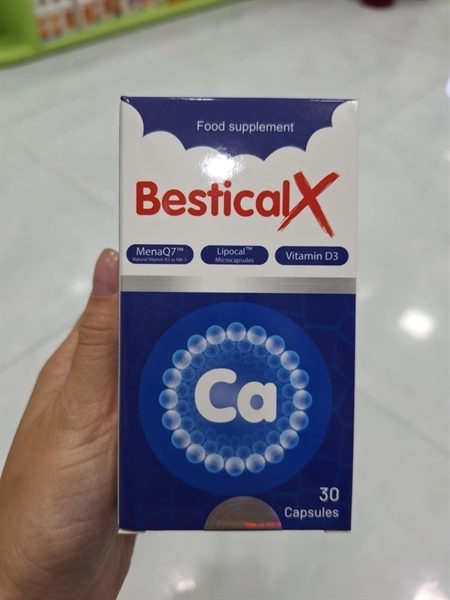 Food supplement
BesticalX
MenaQ7™
Natural Vitamin K2 as MK-7
Lipocal™
Microcapsules
Vitamin D3
Ca
30
Capsules